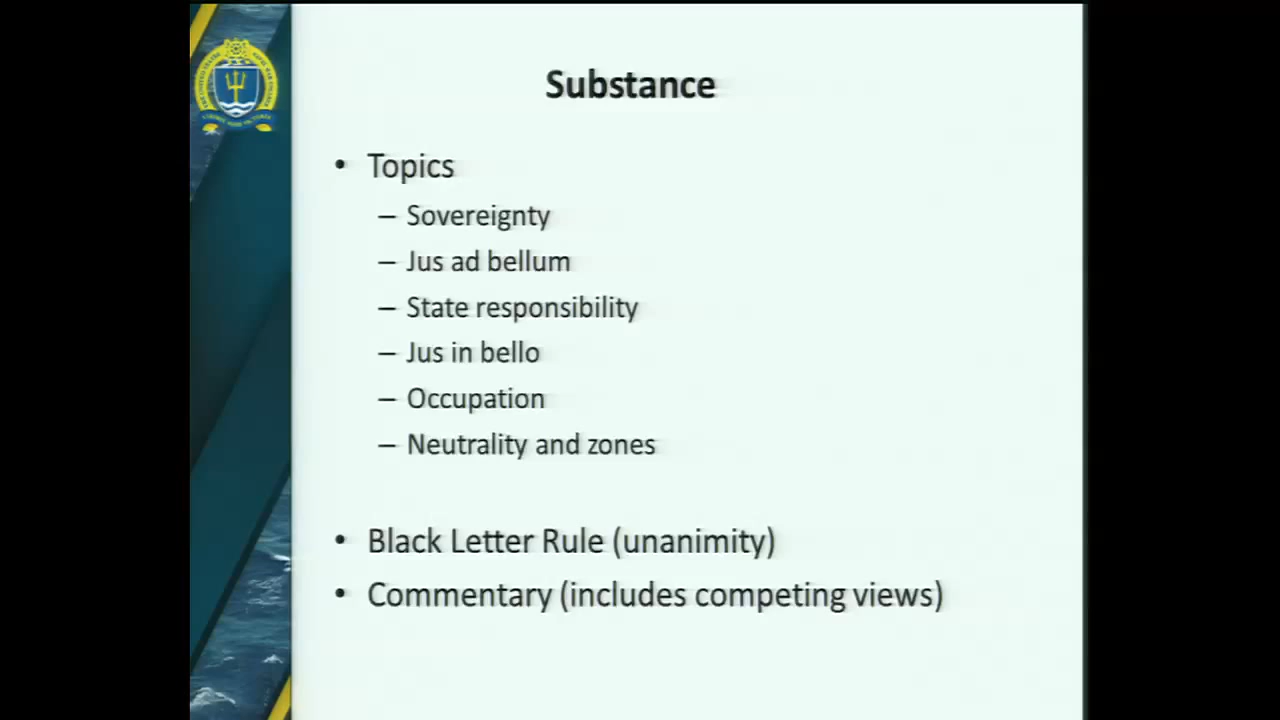 Substance
• Topics
– Sovereignty
– Jus ad bellum
– State responsibility
– Jus in bello
– Occupation
– Neutrality and zones
• Black Letter Rule (unanimity)
• Commentary (includes competing views)